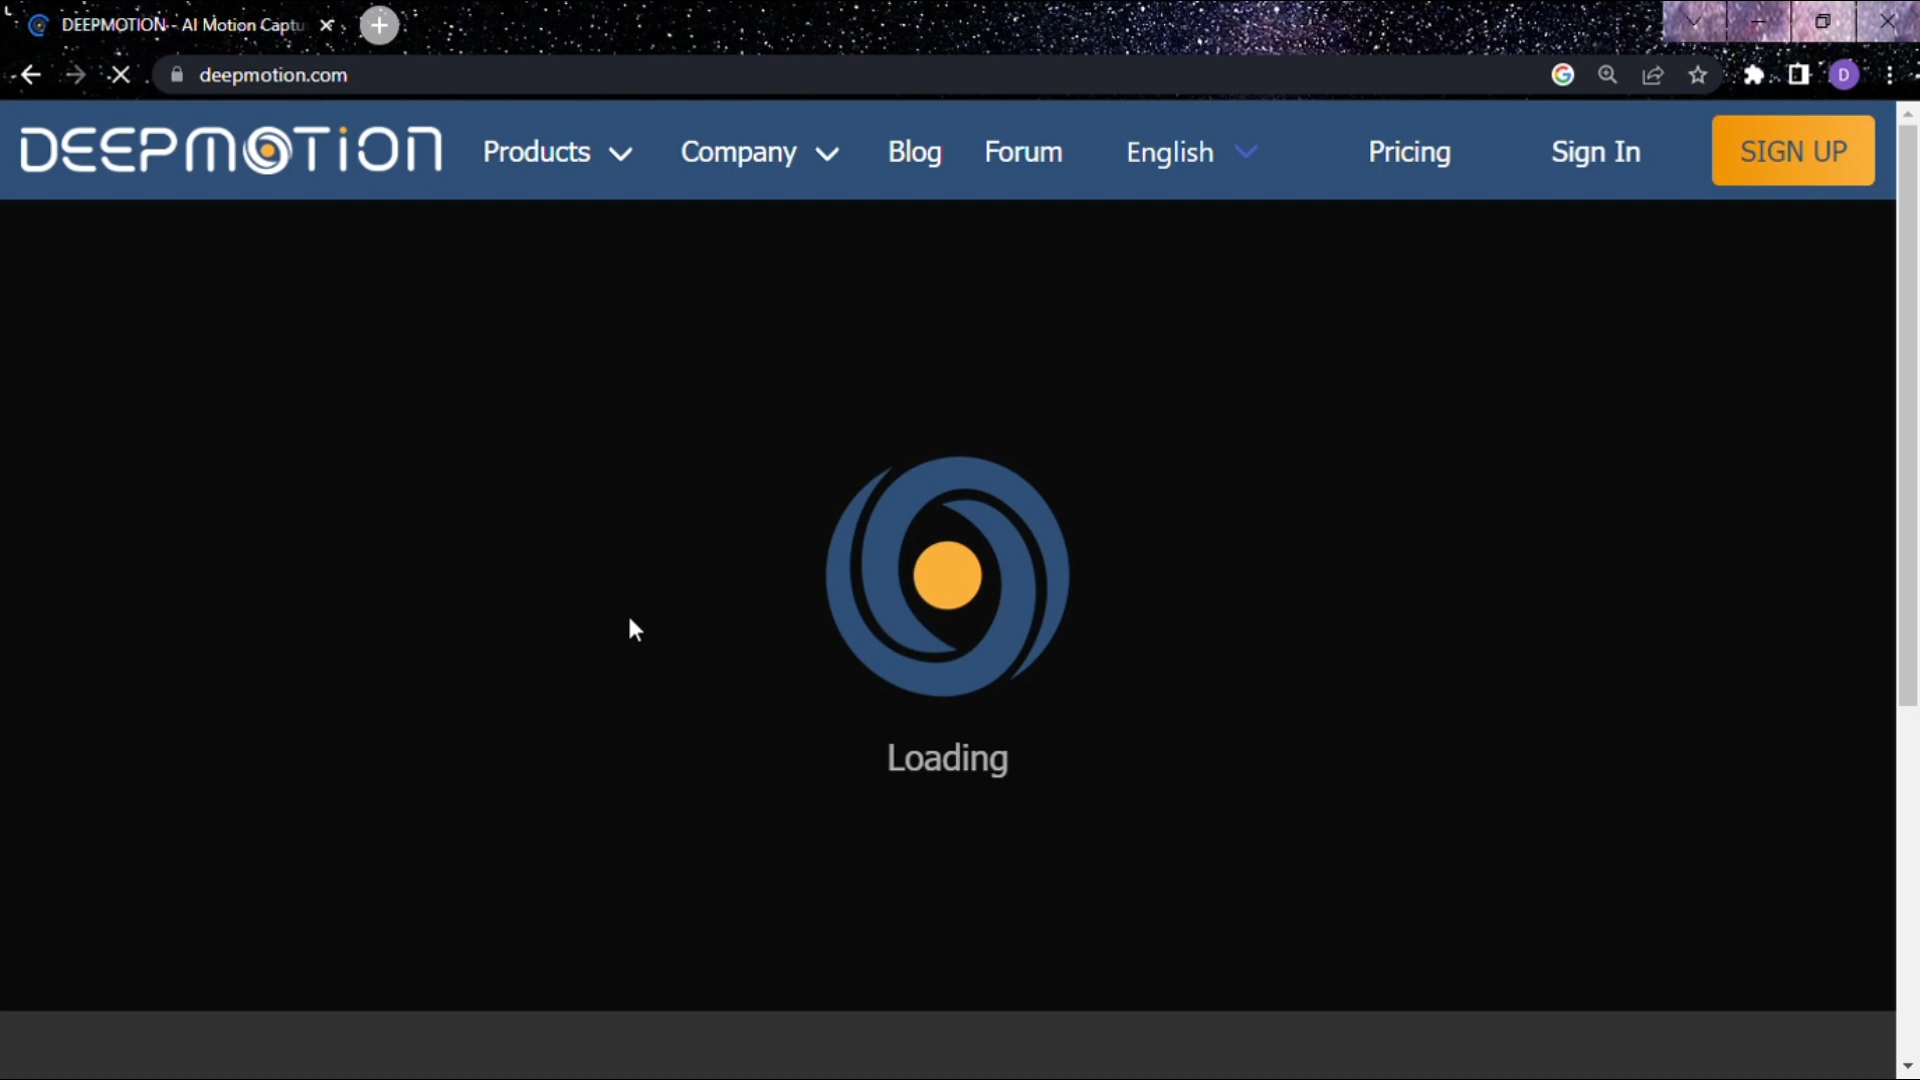 DEEPMOTION - AI Motion Captu
deepmotion.com
D
DEEPMOTION
Products
Company
Blog
Forum
English
Pricing
Sign In
SIGN UP
Loading